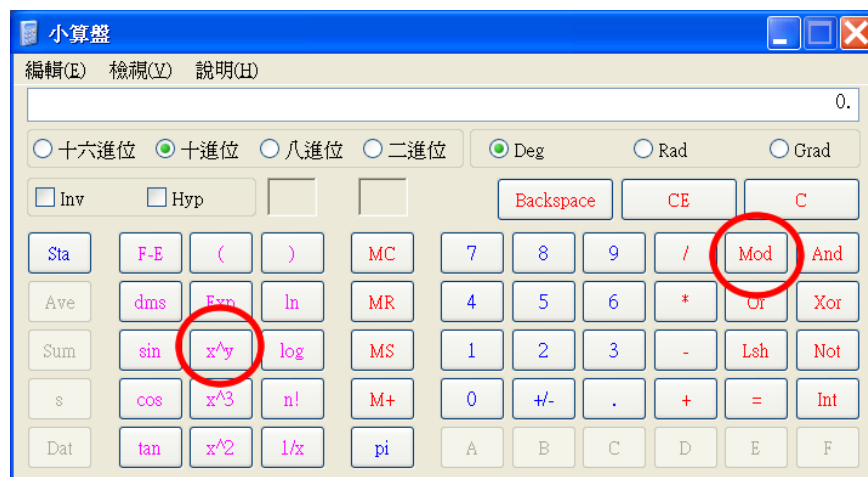 小算盤
編輯(E) 檢視(V) 說明(H)
0.
十六進位 十進位 八進位 二進位 Deg Rad Grad
Inv Hyp Backspace CE C
Sta F-E ( ) MC 7 8 9 / Mod And
Ave dms Exp ln MR 4 5 6 * Or Xor
Sum sin x^y log MS 1 2 3 - Lsh Not
s cos x^3 n! M+ 0 +/- . + = Int
Dat tan x^2 1/x pi A B C D E F